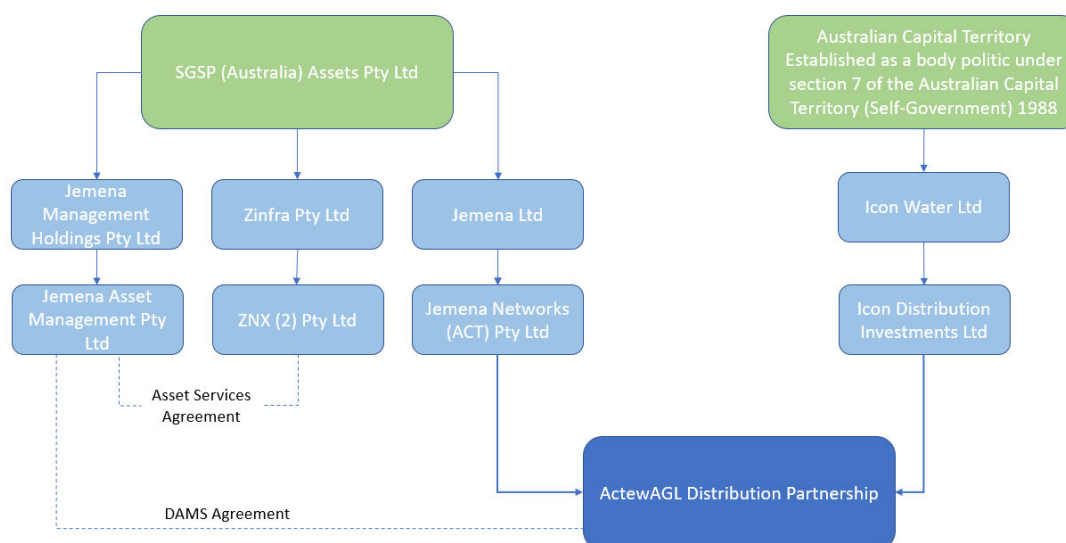 SGSP (Australia) Assets Pty Ltd
Australian Capital Territory
Established as a body politic under
section 7 of the Australian Capital
Territory (Self-Government) 1988
Jemena
Management
Holdings Pty Ltd
Zinfra Pty Ltd
Jemena Ltd
Icon Water Ltd
Jemena Asset
Management Pty
Ltd
ZNX (2) Pty Ltd
Jemena Networks
(ACT) Pty Ltd
Icon Distribution
Investments Ltd
Asset Services
Agreement
ActewAGL Distribution Partnership
DAMS Agreement